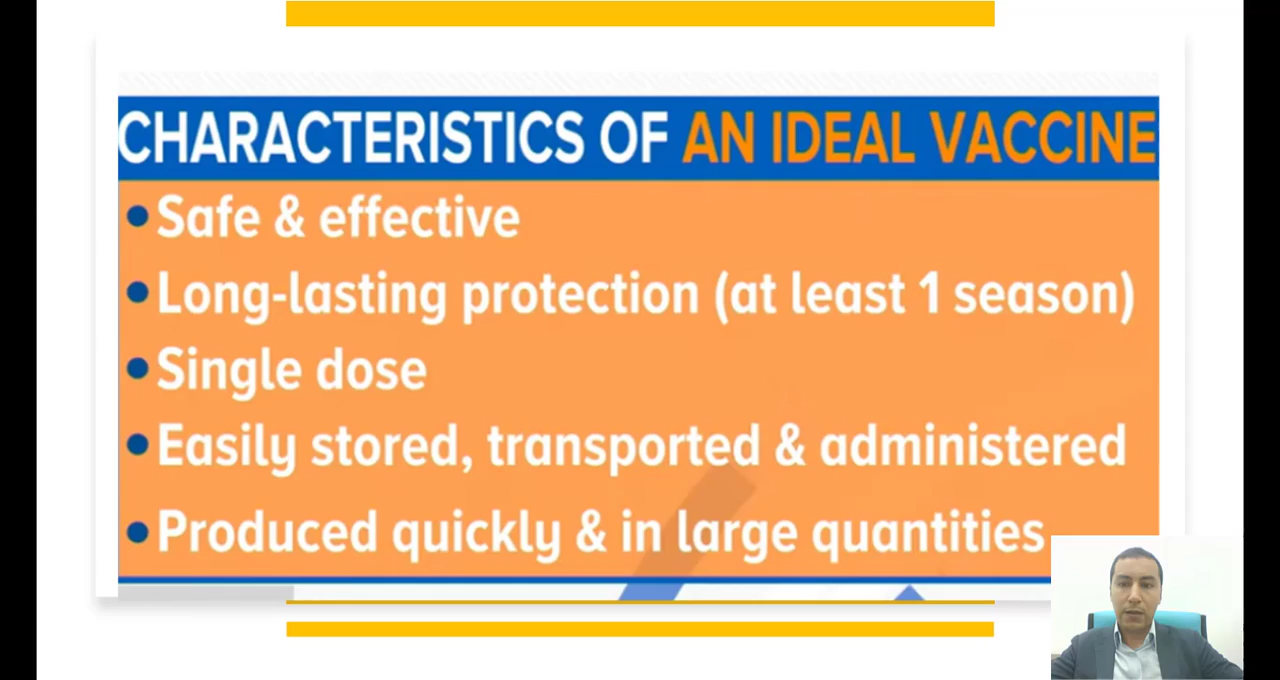 CHARACTERISTICS OF AN IDEAL VACCINE
•Safe & effective
•Long-lasting protection (at least 1 season)
•Single dose
•Easily stored, transported & administered
•Produced quickly & in large quantities